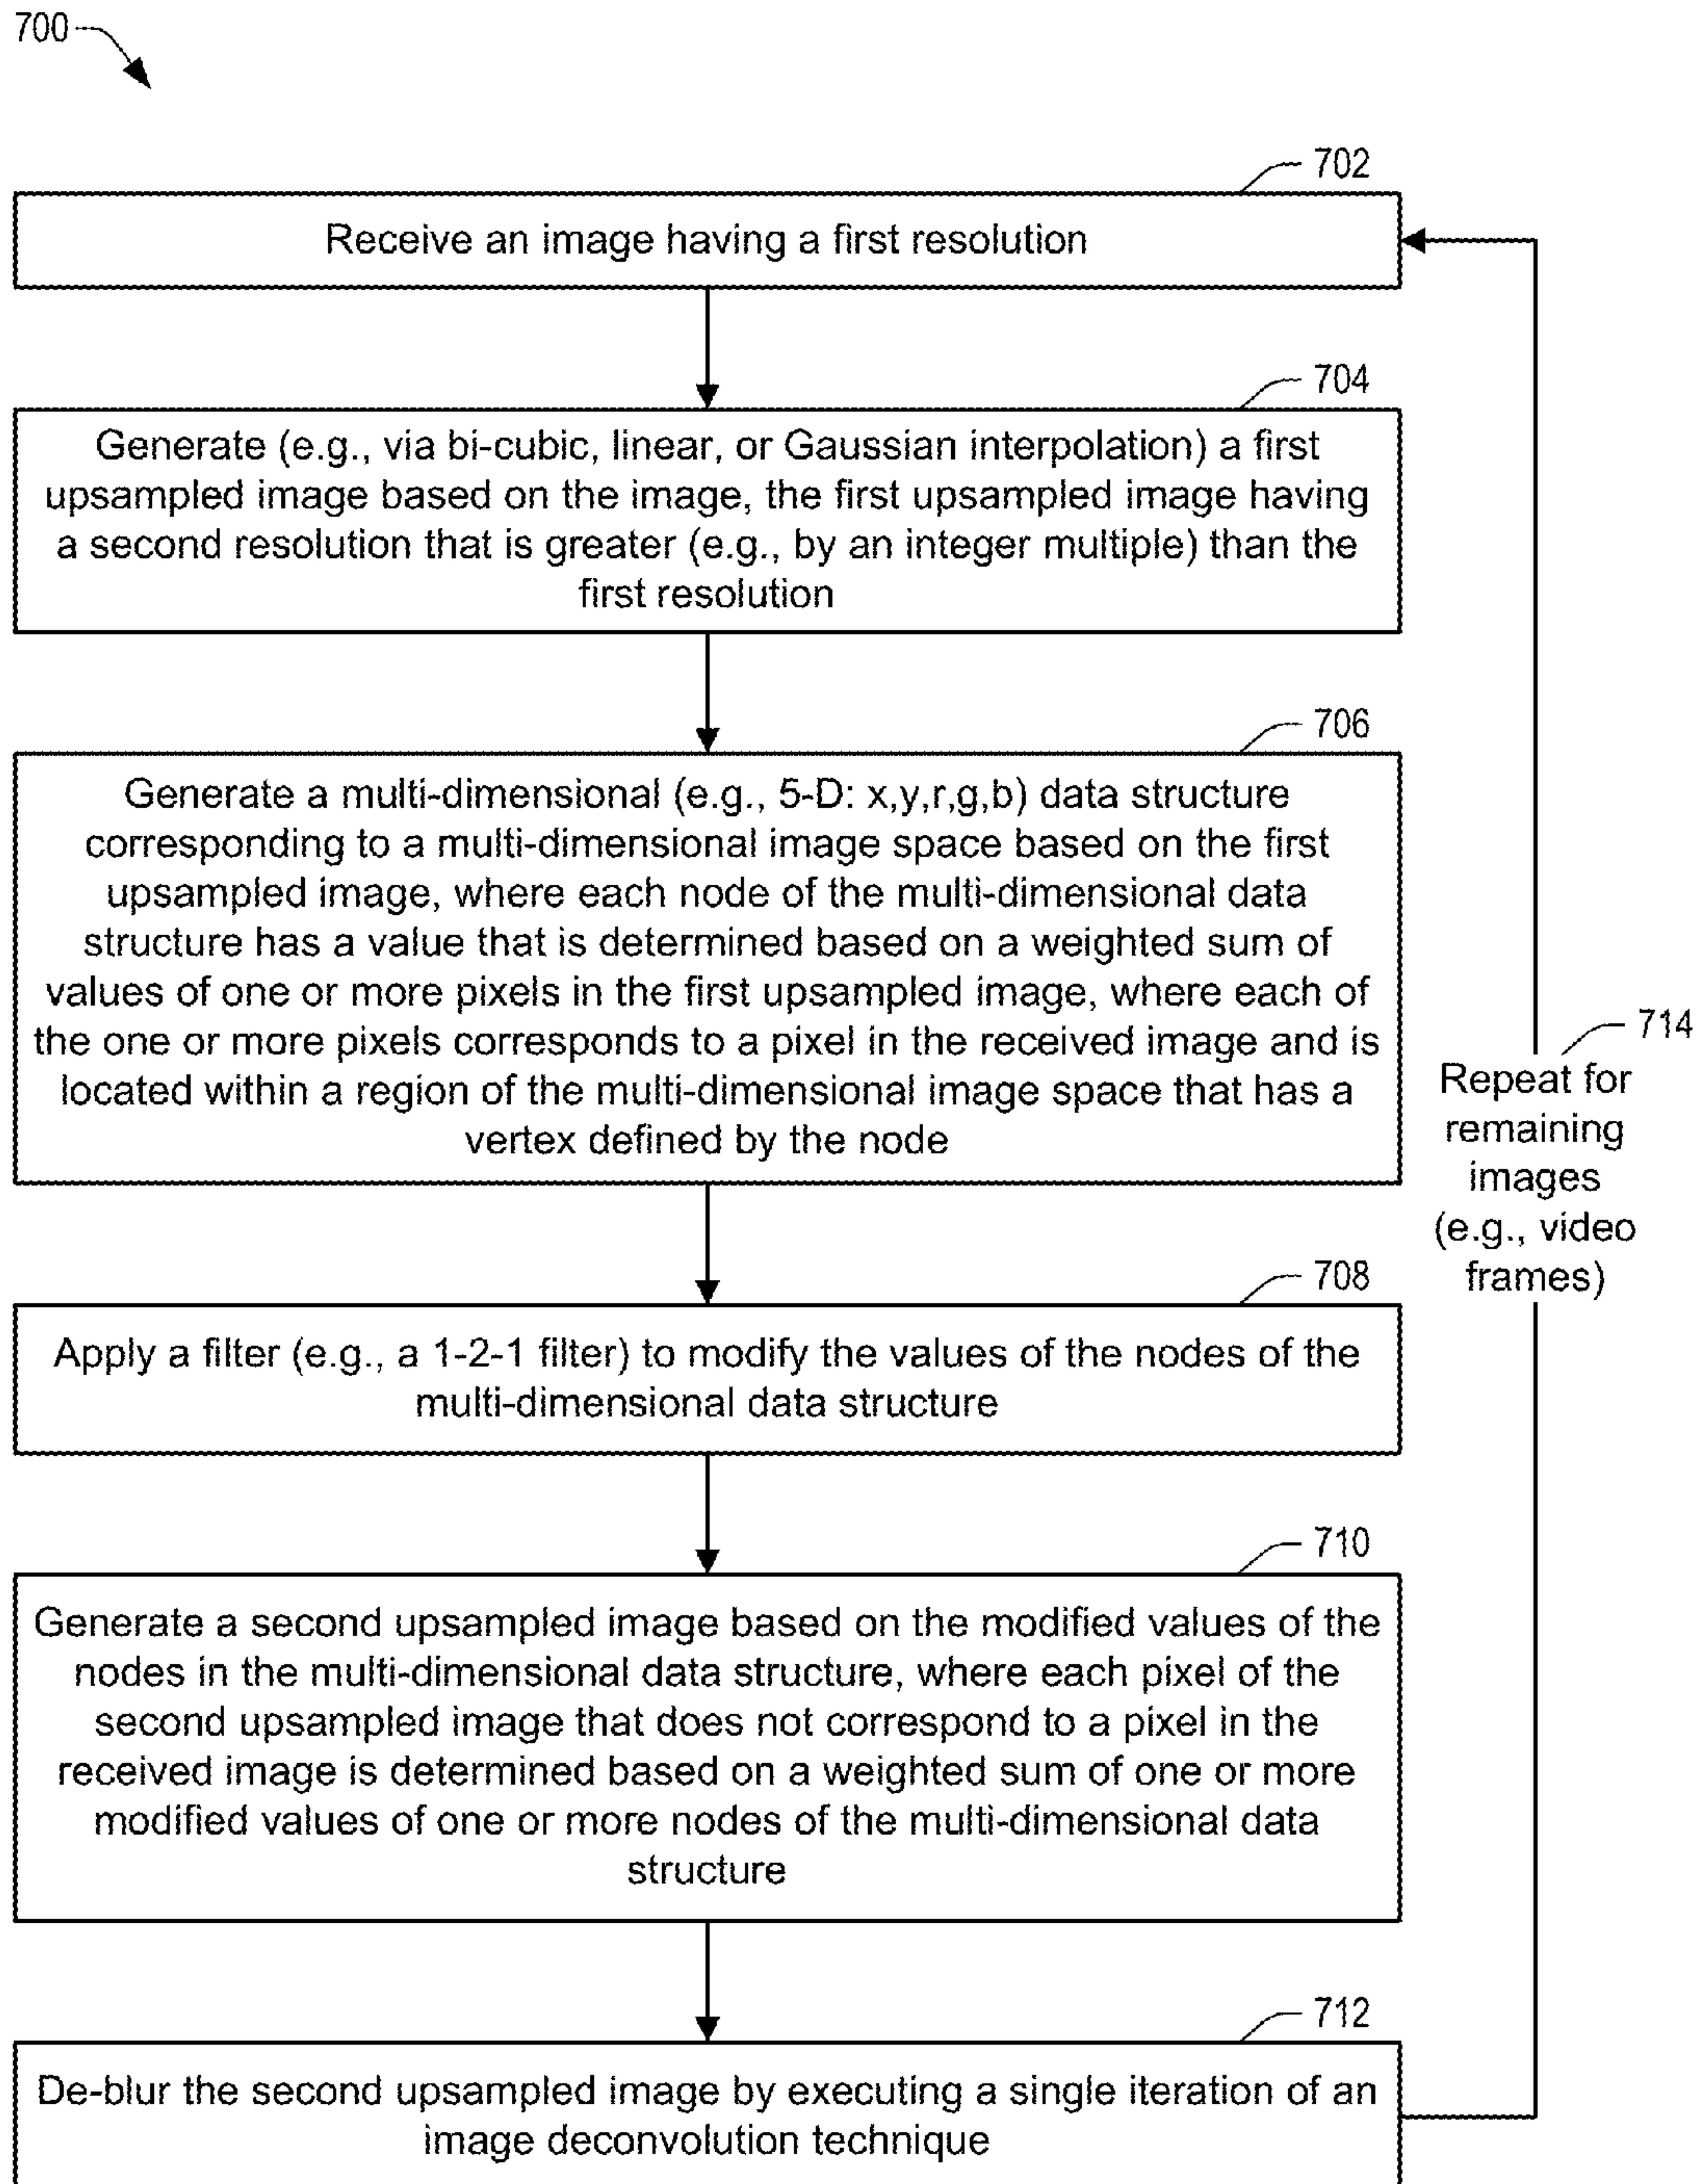 700
702
Receive an image having a first resolution
704
Generate (e.g., via bi-cubic, linear, or Gaussian interpolation) a first
upsampled image based on the image, the first upsampled image having
a second resolution that is greater (e.g., by an integer multiple) than the
first resolution
706
Generate a multi-dimensional (e.g., 5-D: x,y,r,g,b) data structure
corresponding to a multi-dimensional image space based on the first
upsampled image, where each node of the multi-dimensional data
structure has a value that is determined based on a weighted sum of
values of one or more pixels in the first upsampled image, where each of
the one or more pixels corresponds to a pixel in the received image and is
located within a region of the multi-dimensional image space that has a
vertex defined by the node
714
Repeat for
remaining
images
(e.g., video
frames)
708
Apply a filter (e.g., a 1-2-1 filter) to modify the values of the nodes of the
multi-dimensional data structure
710
Generate a second upsampled image based on the modified values of the
nodes in the multi-dimensional data structure, where each pixel of the
second upsampled image that does not correspond to a pixel in the
received image is determined based on a weighted sum of one or more
modified values of one or more nodes of the multi-dimensional data
structure
712
De-blur the second upsampled image by executing a single iteration of an
image deconvolution technique